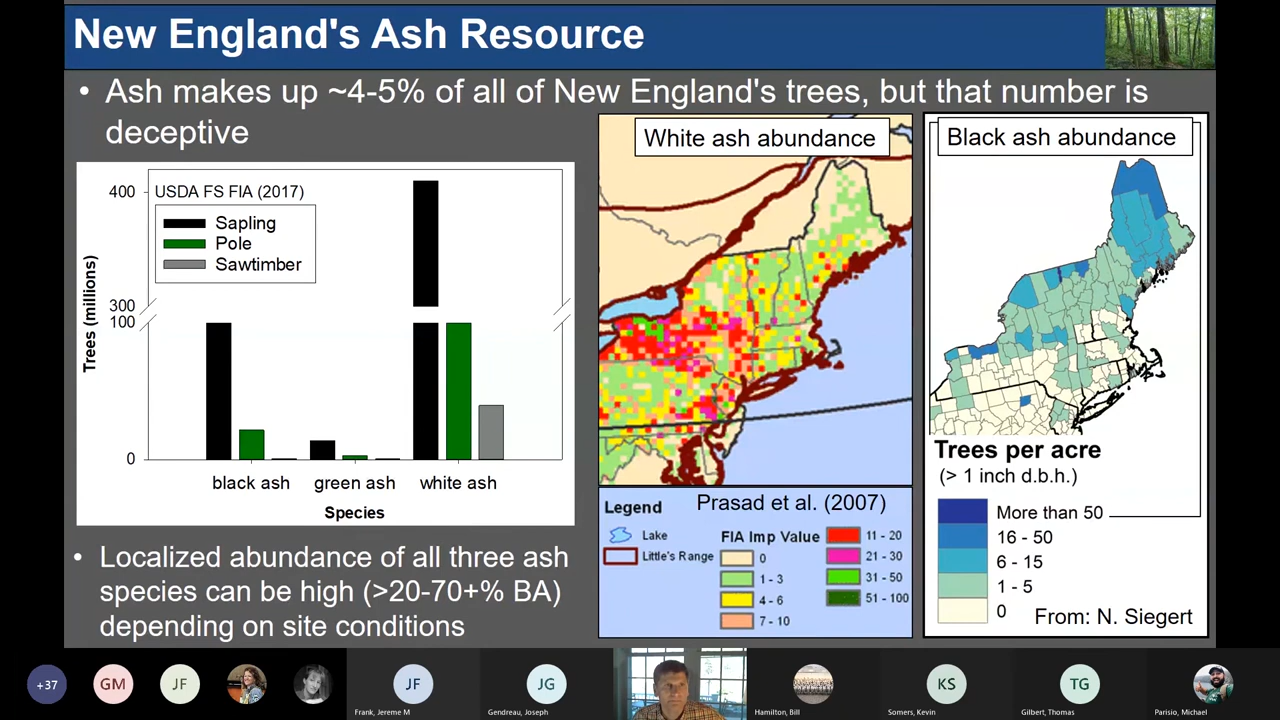 New England's Ash Resource
• Ash makes up ~4-5% of all of New England's trees, but that number is
deceptive
USDA FS FIA (2017)
Sapling
Pole
Sawtimber
400
300
100
0
Trees (millions)
black ash
green ash
white ash
Species
• Localized abundance of all three ash
species can be high (>20-70+% BA)
depending on site conditions
White ash abundance
Legend
Prasad et al. (2007)
Lake
Little's Range
FIA Imp Value
0
1 - 3
4 - 6
7 - 10
11 - 20
21 - 30
31 - 50
51 - 100
Black ash abundance
Trees per acre
(> 1 inch d.b.h.)
More than 50
16 - 50
6 - 15
1 - 5
0
From: N. Siegert
+37
GM
JF
JF
Frank, Jereme M
JG
Gendreau, Joseph
Hamilton, Bill
KS
Somers, Kevin
TG
Gilbert, Thomas
Parisio, Michael